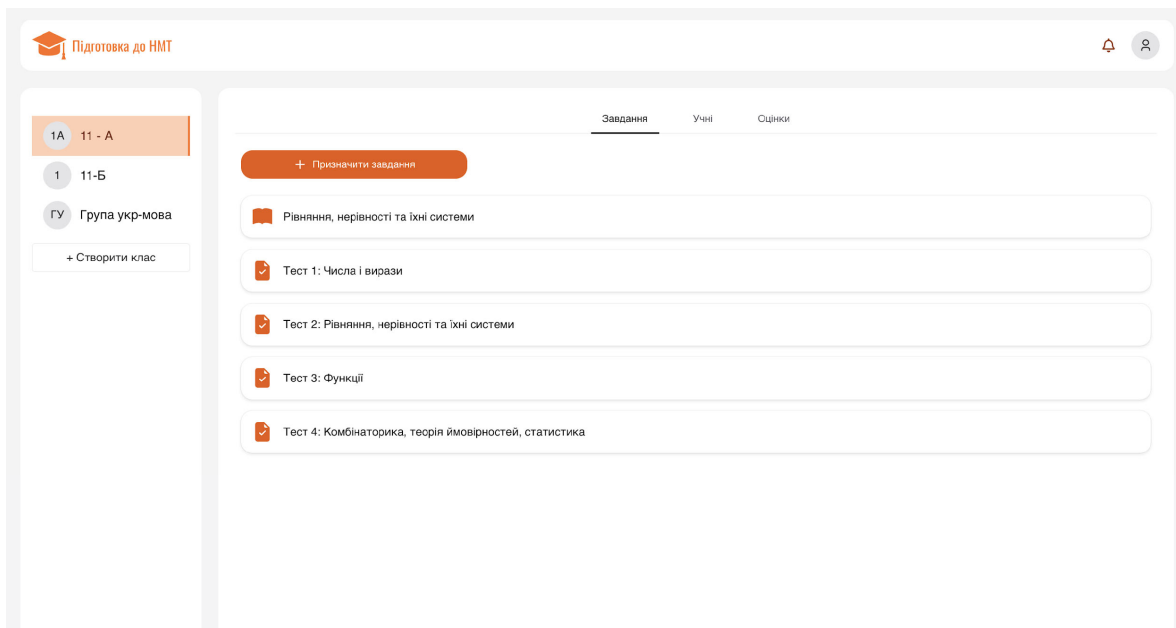 Підготовка до НМТ
1А 11 - А
1 11-Б
ГУ Група укр-мова
+ Створити клас
Завдання Учні Оцінки
+ Призначити завдання
Рівняння, нерівності та їхні системи
Тест 1: Числа і вирази
Тест 2: Рівняння, нерівності та їхні системи
Тест 3: Функції
Тест 4: Комбінаторика, теорія ймовірностей, статистика